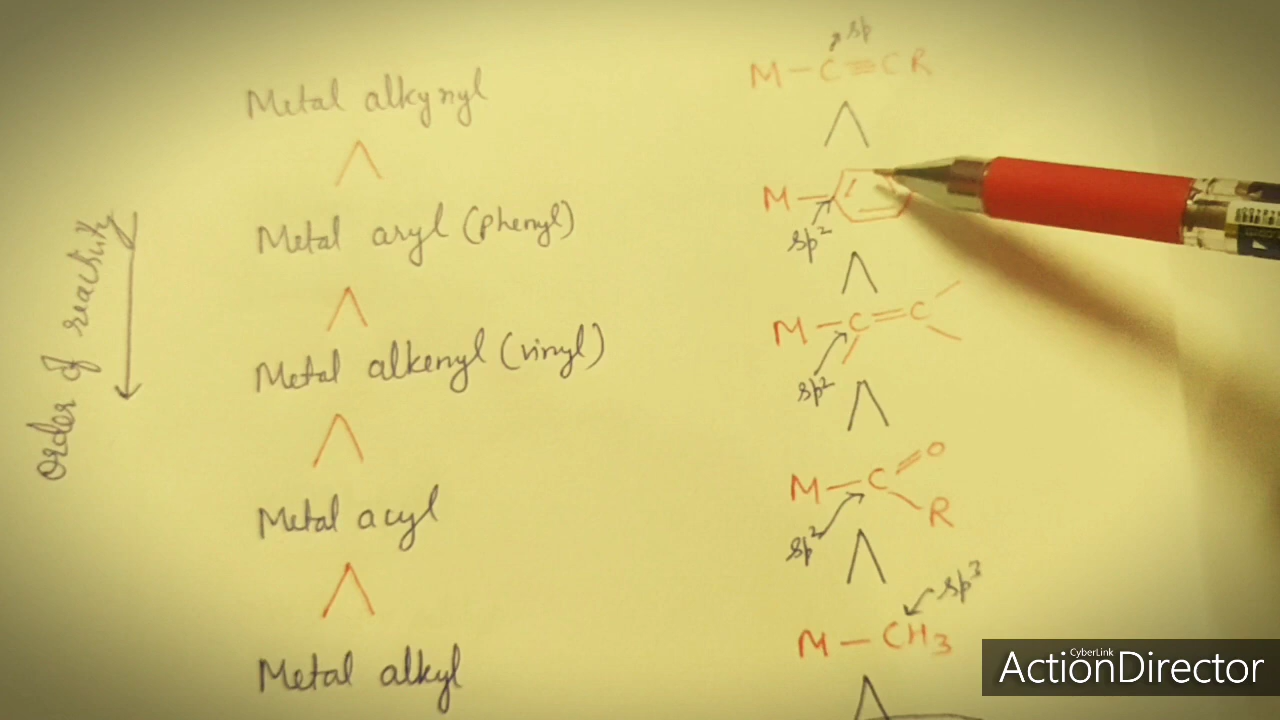 Metal alkynyl
∧
Metal aryl (phenyl)
∧
Metal alkenyl (vinyl)
∧
Metal acyl
∧
Metal alkyl
Order of reactivity
sp
M-C≡CR
∧
M-
sp²
∧
M-C=C
sp²
∧
M-C=O
R
sp²
∧
sp³
M-CH3
∧
CyberLink
ActionDirector